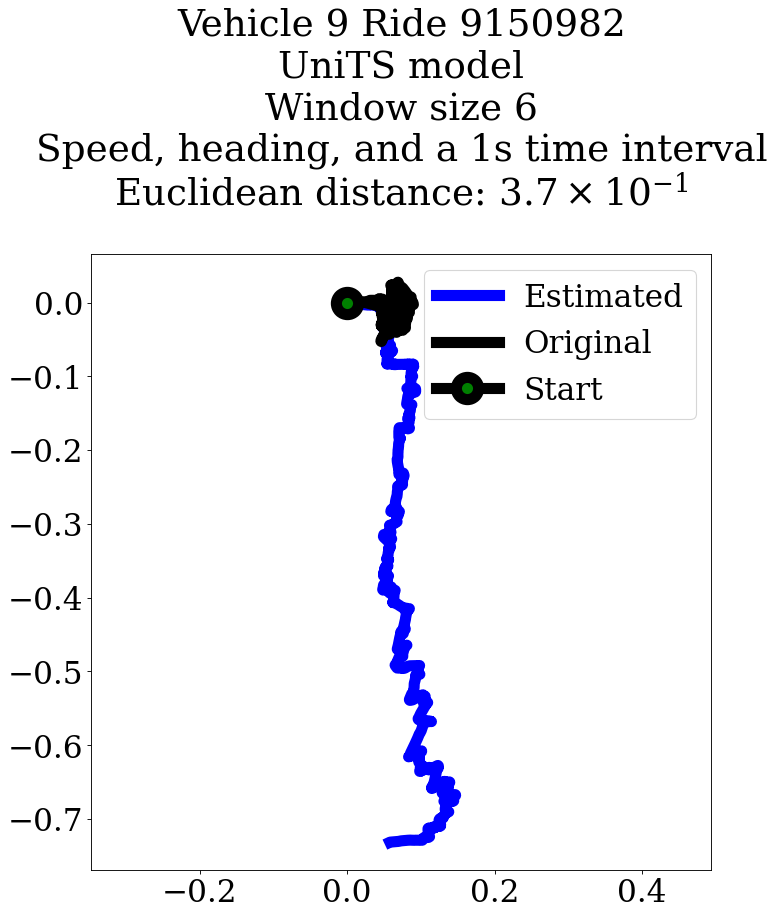 Vehicle 9 Ride 9150982
UniTS model
Window size 6
Speed, heading, and a 1s time interval
Euclidean distance: 3.7 × 10⁻¹
Estimated
Original
Start
0.0
−0.1
−0.2
−0.3
−0.4
−0.5
−0.6
−0.7
−0.2 0.0 0.2 0.4